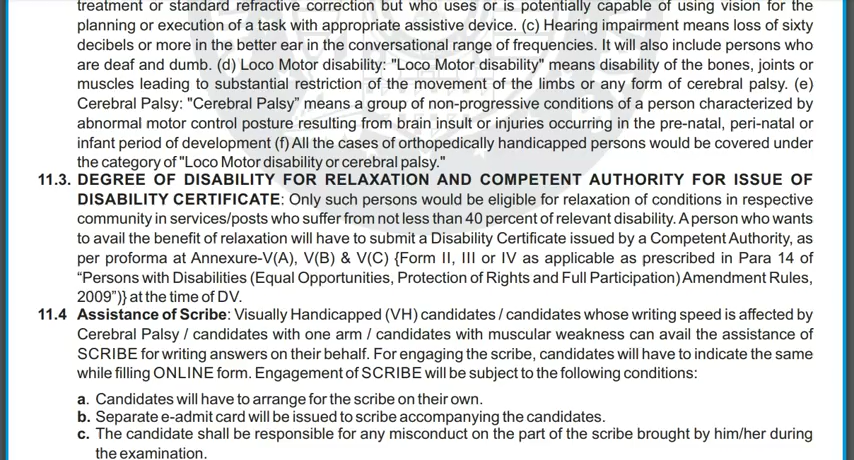 treatment or standard refractive correction but who uses or is potentially capable of using vision for the
planning or execution of a task with appropriate assistive device. (c) Hearing impairment means loss of sixty
decibels or more in the better ear in the conversational range of frequencies. It will also include persons who
are deaf and dumb. (d) Loco Motor disability: "Loco Motor disability" means disability of the bones, joints or
muscles leading to substantial restriction of the movement of the limbs or any form of cerebral palsy. (e)
Cerebral Palsy: "Cerebral Palsy" means a group of non-progressive conditions of a person characterized by
abnormal motor control posture resulting from brain insult or injuries occurring in the pre-natal, peri-natal or
infant period of development (f) All the cases of orthopedically handicapped persons would be covered under
the category of "Loco Motor disability or cerebral palsy."
11.3. DEGREE OF DISABILITY FOR RELAXATION AND COMPETENT AUTHORITY FOR ISSUE OF
DISABILITY CERTIFICATE: Only such persons would be eligible for relaxation of conditions in respective
community in services/posts who suffer from not less than 40 percent of relevant disability. A person who wants
to avail the benefit of relaxation will have to submit a Disability Certificate issued by a Competent Authority, as
per proforma at Annexure-V(A), V(B) & V(C) {Form II, III or IV as applicable as prescribed in Para 14 of
“Persons with Disabilities (Equal Opportunities, Protection of Rights and Full Participation) Amendment Rules,
2009”)} at the time of DV.
11.4 Assistance of Scribe: Visually Handicapped (VH) candidates / candidates whose writing speed is affected by
Cerebral Palsy / candidates with one arm / candidates with muscular weakness can avail the assistance of
SCRIBE for writing answers on their behalf. For engaging the scribe, candidates will have to indicate the same
while filling ONLINE form. Engagement of SCRIBE will be subject to the following conditions:
a. Candidates will have to arrange for the scribe on their own.
b. Separate e-admit card will be issued to scribe accompanying the candidates.
c. The candidate shall be responsible for any misconduct on the part of the scribe brought by him/her during
the examination.